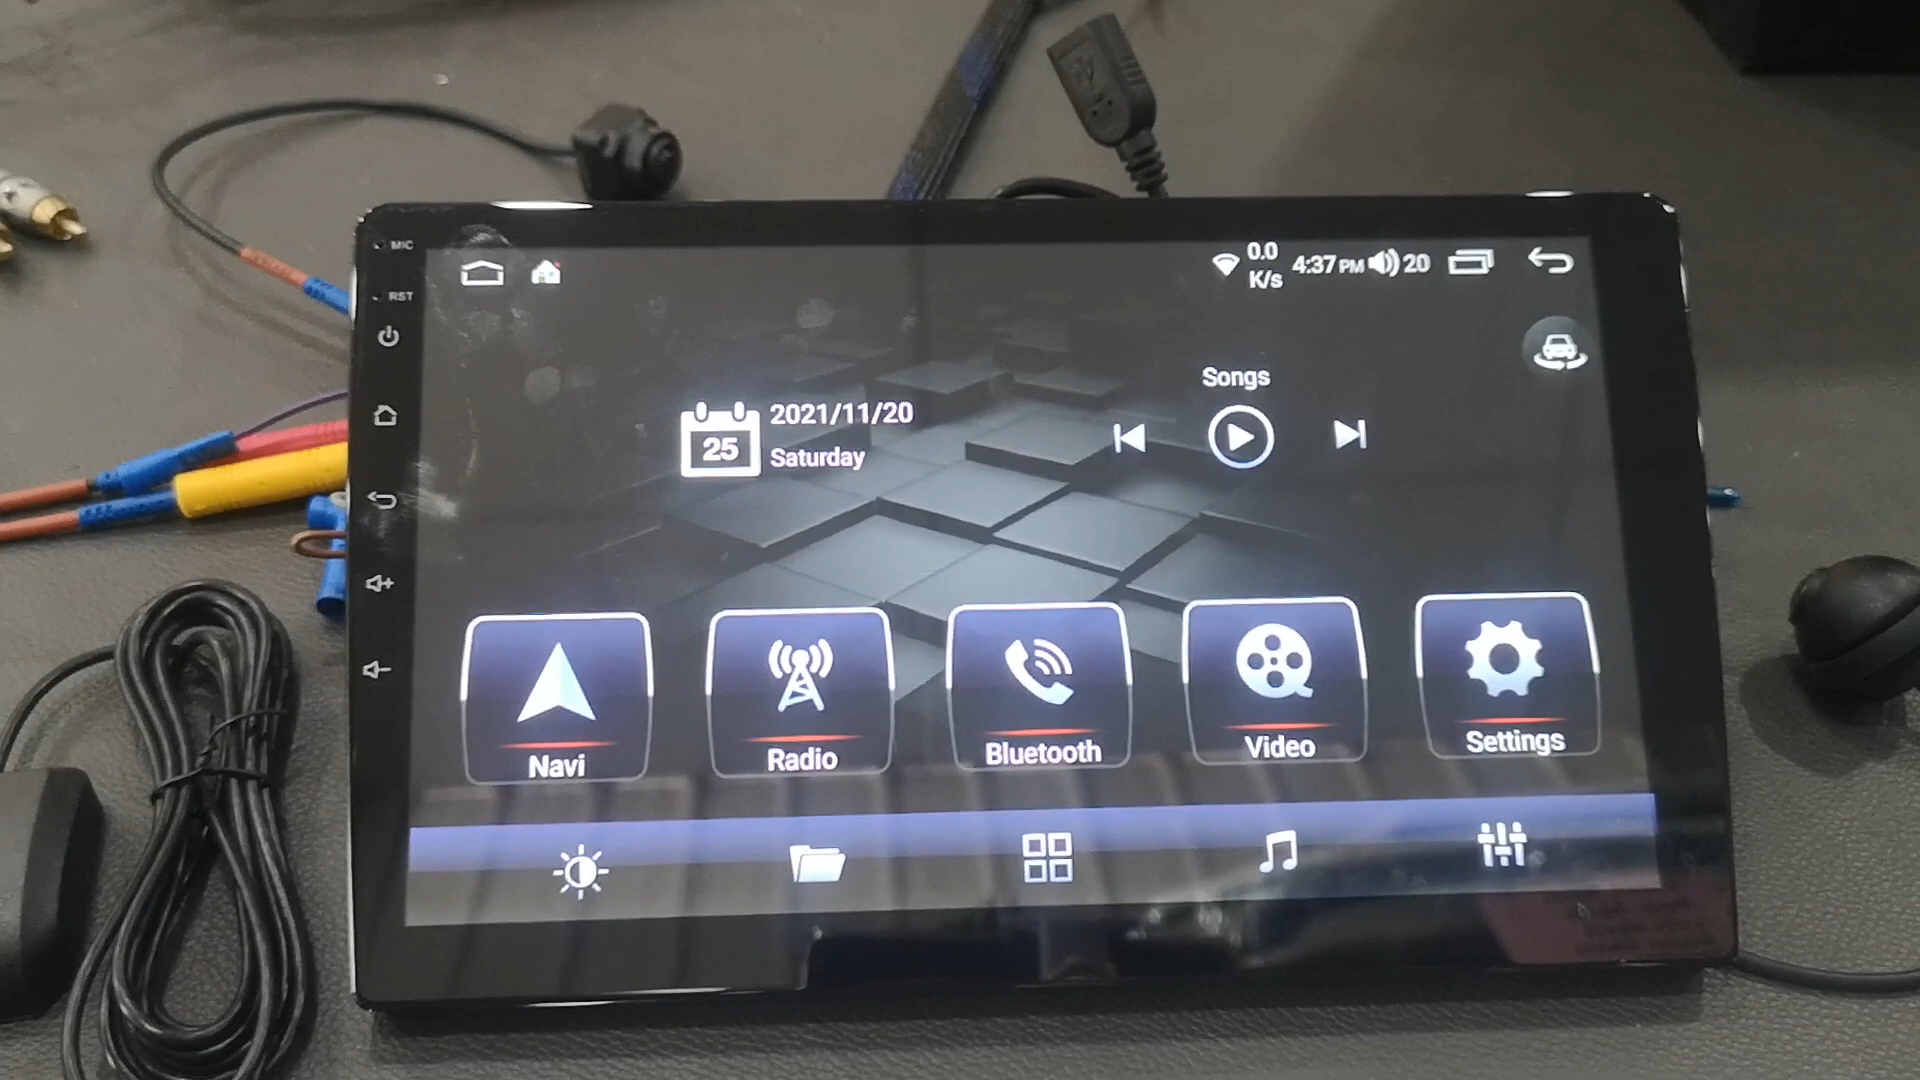 MIC
RST
0.0
K/s
4:37 PM
20
Songs
25
2021/11/20
Saturday
Navi
Radio
Bluetooth
Video
Settings